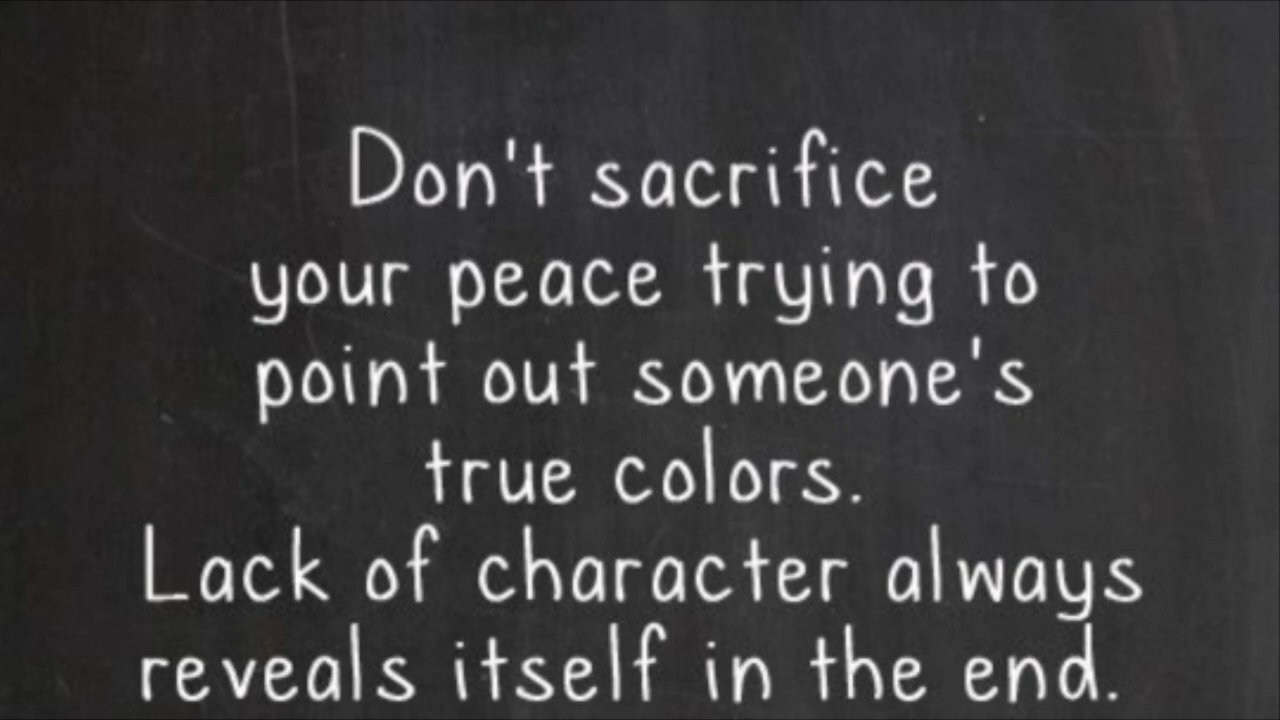 Don't sacrifice
your peace trying to
point out someone's
true colors.
Lack of character always
reveals itself in the end.